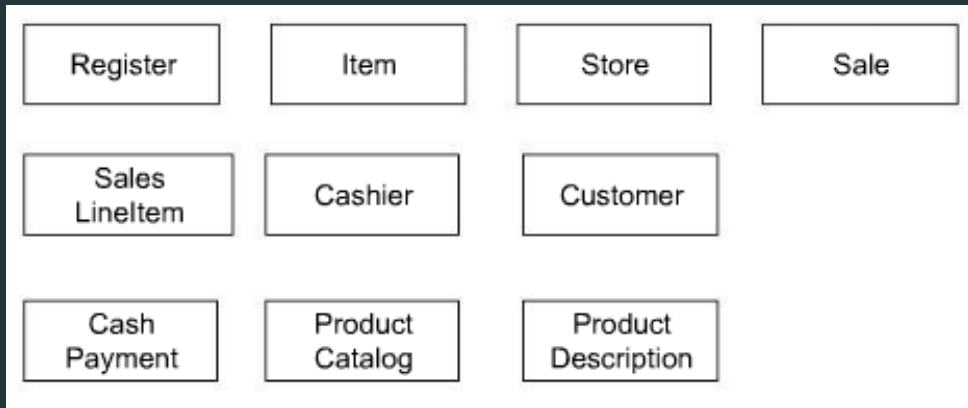 Register
Item
Store
Sale
Sales
LineItem
Cashier
Customer
Cash
Payment
Product
Catalog
Product
Description